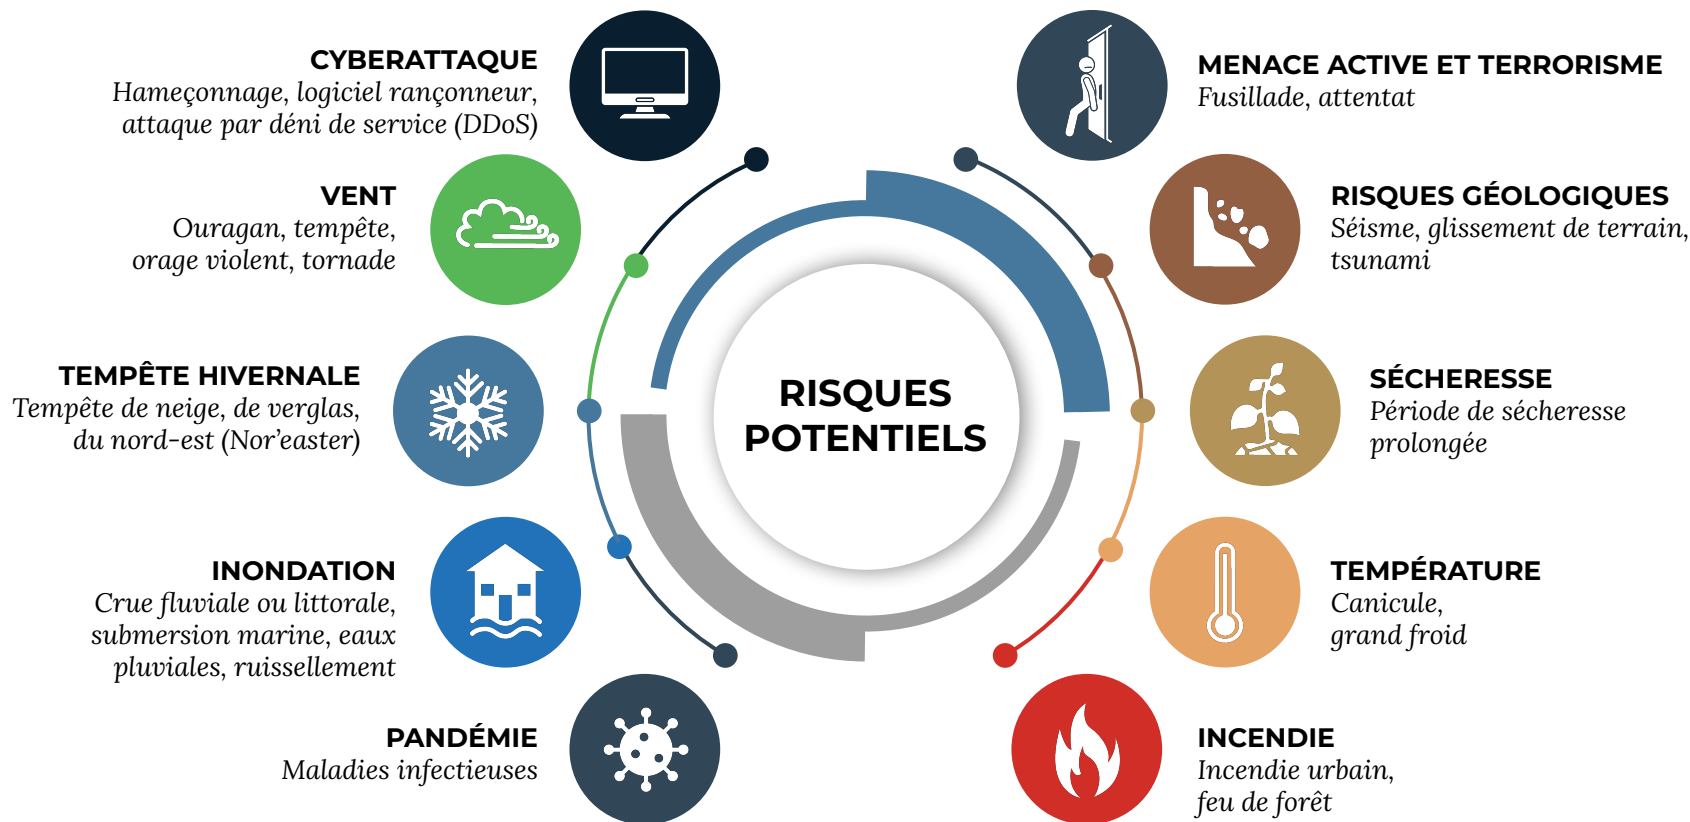 CYBERATTAQUE
Hameçonnage, logiciel rançonneur,
attaque par déni de service (DDoS)
VENT
Ouragan, tempête,
orage violent, tornade
TEMPÊTE HIVERNALE
Tempête de neige, de verglas,
du nord-est (Nor’easter)
INONDATION
Crue fluviale ou littorale,
submersion marine, eaux
pluviales, ruissellement
PANDÉMIE
Maladies infectieuses
RISQUES
POTENTIELS
MENACE ACTIVE ET TERRORISME
Fusillade, attentat
RISQUES GÉOLOGIQUES
Séisme, glissement de terrain,
tsunami
SÉCHERESSE
Période de sécheresse
prolongée
TEMPÉRATURE
Canicule,
grand froid
INCENDIE
Incendie urbain,
feu de forêt